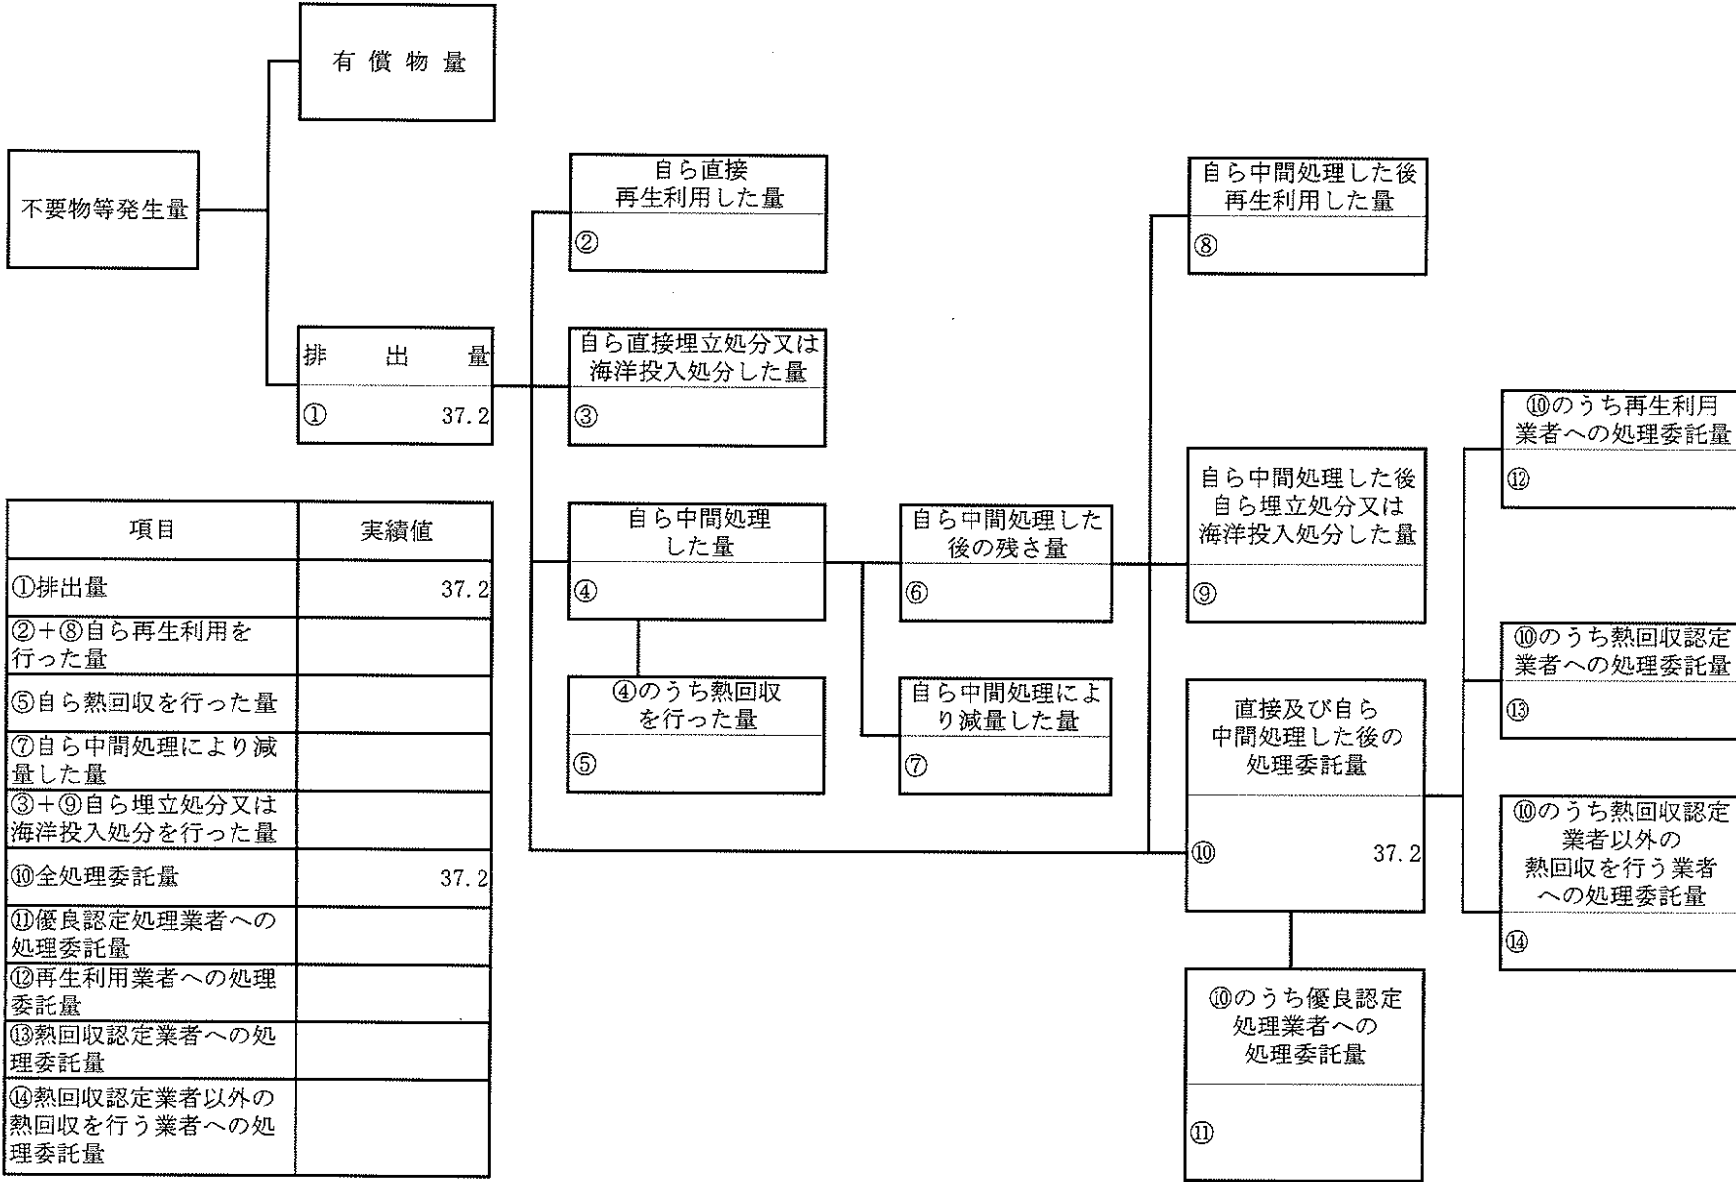 有償物量
不要物等発生量
排出量
① 37.2
自ら直接
再生利用した量
②
自ら直接埋立処分又は
海洋投入処分した量
③
自ら中間処理
した量
④
④のうち熱回収
を行った量
⑤
自ら中間処理した
後の残さ量
⑥
自ら中間処理によ
り減量した量
⑦
自ら中間処理した後
再生利用した量
⑧
自ら中間処理した後
自ら埋立処分又は
海洋投入処分した量
⑨
直接及び自ら
中間処理した後の
処理委託量
⑩ 37.2
⑩のうち優良認定
処理業者への
処理委託量
⑪
⑩のうち再生利用
業者への処理委託量
⑫
⑩のうち熱回収認定
業者への処理委託量
⑬
⑩のうち熱回収認定
業者以外の
熱回収を行う業者
への処理委託量
⑭
項目 実績値
①排出量 37.2
②+⑧自ら再生利用を
行った量
⑤自ら熱回収を行った量
⑦自ら中間処理により減
量した量
③+⑨自ら埋立処分又は
海洋投入処分を行った量
⑩全処理委託量 37.2
⑪優良認定処理業者への
処理委託量
⑫再生利用業者への処理
委託量
⑬熱回収認定業者への処
理委託量
⑭熱回収認定業者以外の
熱回収を行う業者への処
理委託量